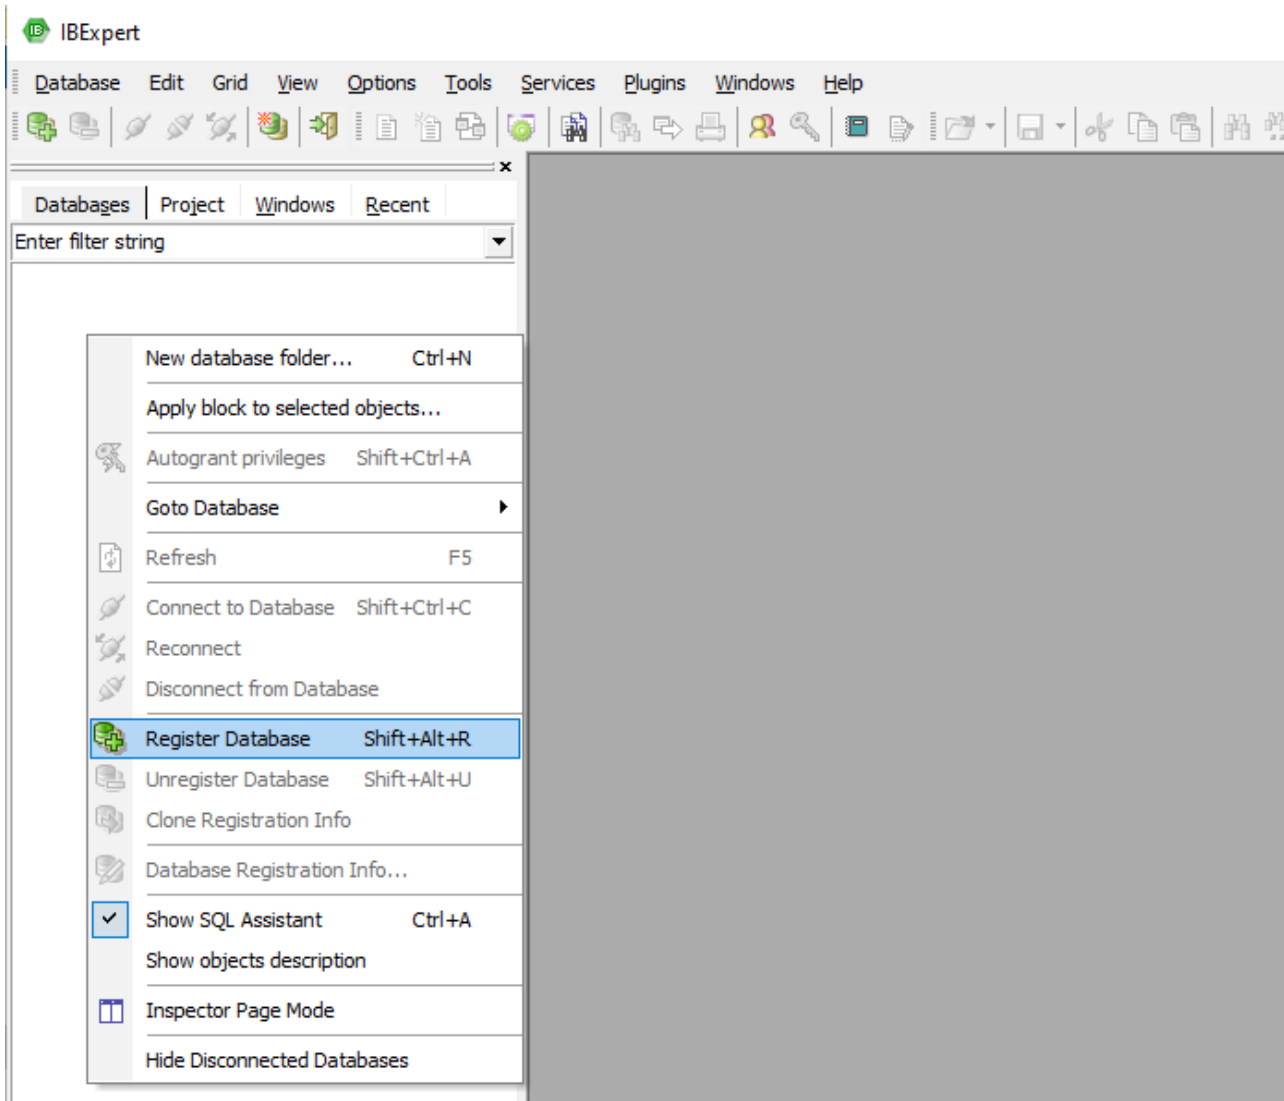 IB IBExpert
Database Edit Grid View Options Tools Services Plugins Windows Help
Databases Project Windows Recent
Enter filter string
New database folder... Ctrl+N
Apply block to selected objects...
Autogrant privileges Shift+Ctrl+A
Goto Database
Refresh F5
Connect to Database Shift+Ctrl+C
Reconnect
Disconnect from Database
Register Database Shift+Alt+R
Unregister Database Shift+Alt+U
Clone Registration Info
Database Registration Info...
Show SQL Assistant Ctrl+A
Show objects description
Inspector Page Mode
Hide Disconnected Databases